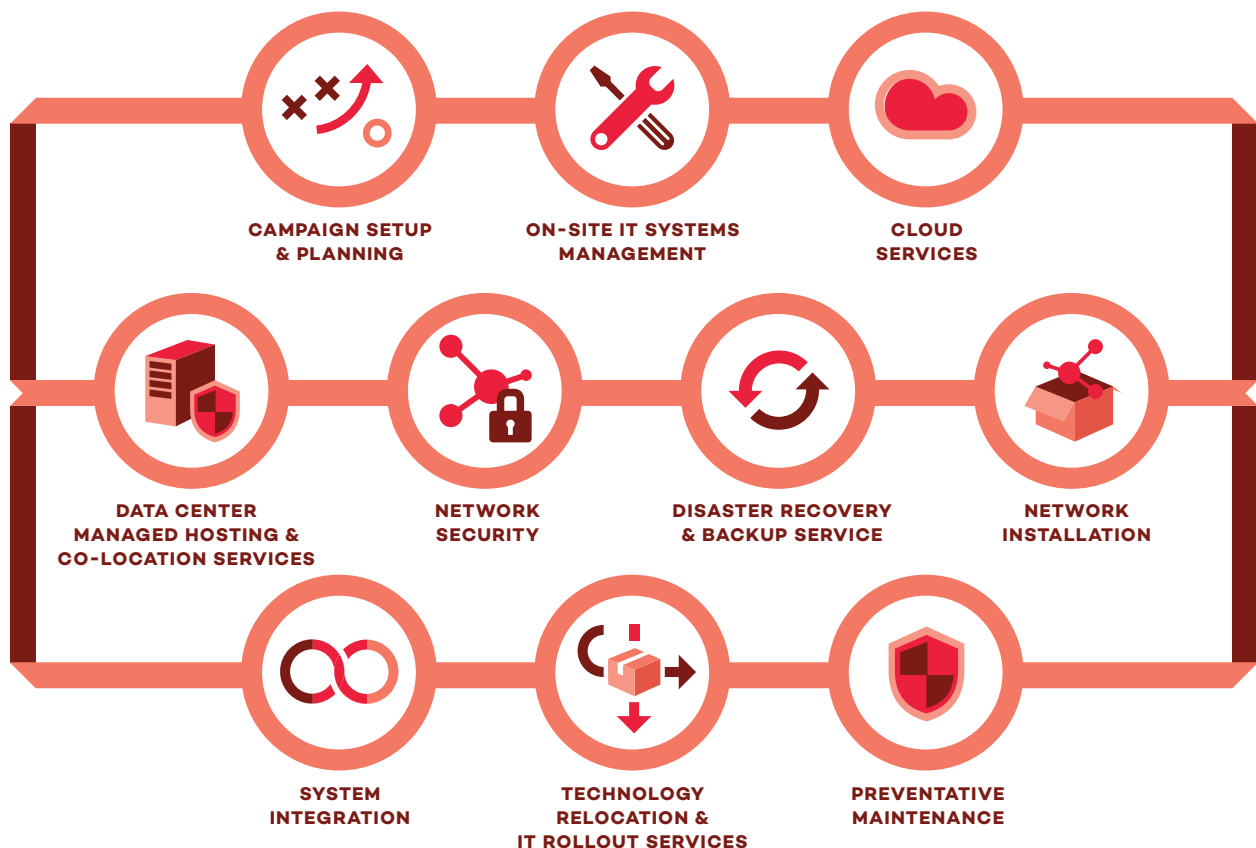 CAMPAIGN SETUP
& PLANNING
ON-SITE IT SYSTEMS
MANAGEMENT
CLOUD
SERVICES
DATA CENTER
MANAGED HOSTING &
CO-LOCATION SERVICES
NETWORK
SECURITY
DISASTER RECOVERY
& BACKUP SERVICE
NETWORK
INSTALLATION
SYSTEM
INTEGRATION
TECHNOLOGY
RELOCATION &
IT ROLLOUT SERVICES
PREVENTATIVE
MAINTENANCE